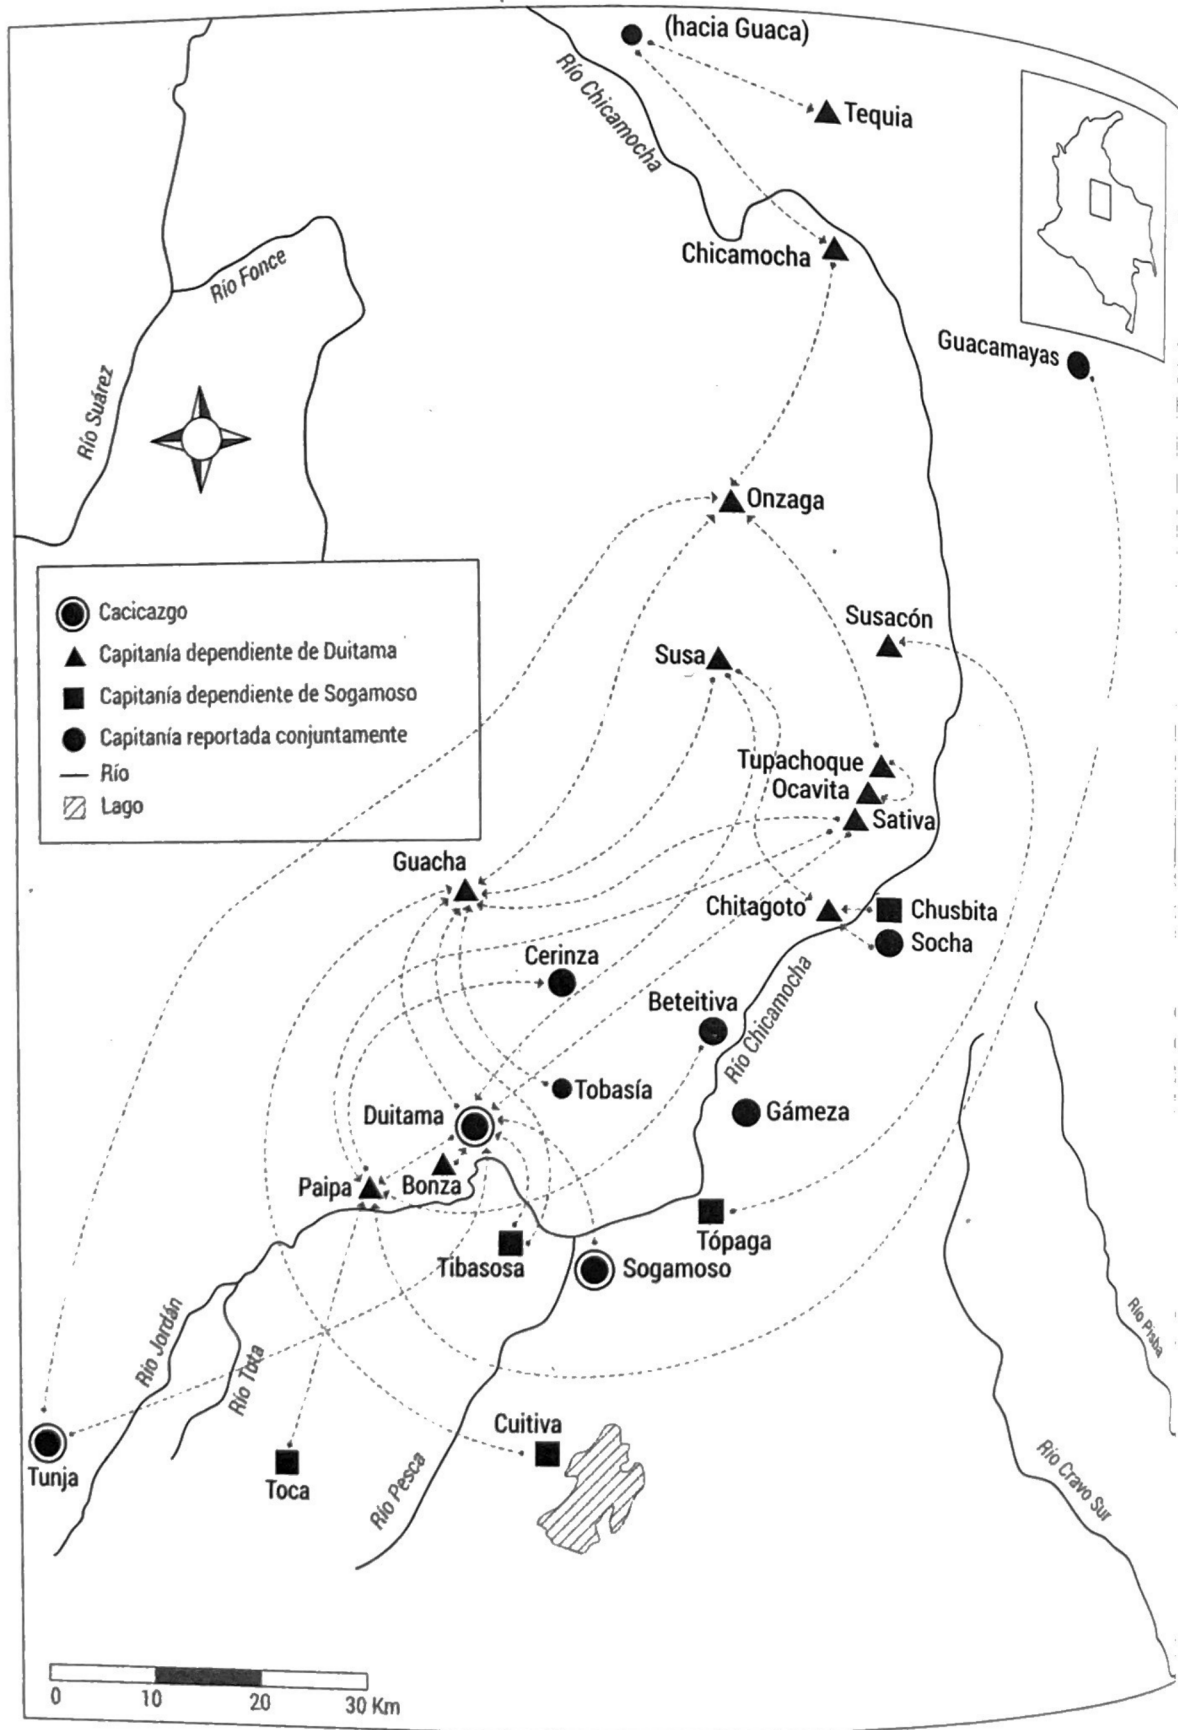 (hacia Guaca)
Río Chicamocha
Tequia
Chicamocha
Río Fonce
Guacamayas
Río Suárez
Onzaga
Cacicazgo
Capitanía dependiente de Duitama
Capitanía dependiente de Sogamoso
Capitanía reportada conjuntamente
Río
Lago
Susacón
Susa
Tupachoque
Ocavita
Sativa
Guacha
Chitagoto
Chusbita
Socha
Cerinza
Beteitiva
Río Chicamocha
Tobasía
Duitama
Gámeza
Paipa
Bonza
Tópaga
Tibasosa
Sogamoso
Río Jordán
Río Tota
Río Pisba
Cuitiva
Tunja
Toca
Río Pesca
Río Cravo Sur
0 10 20 30 Km